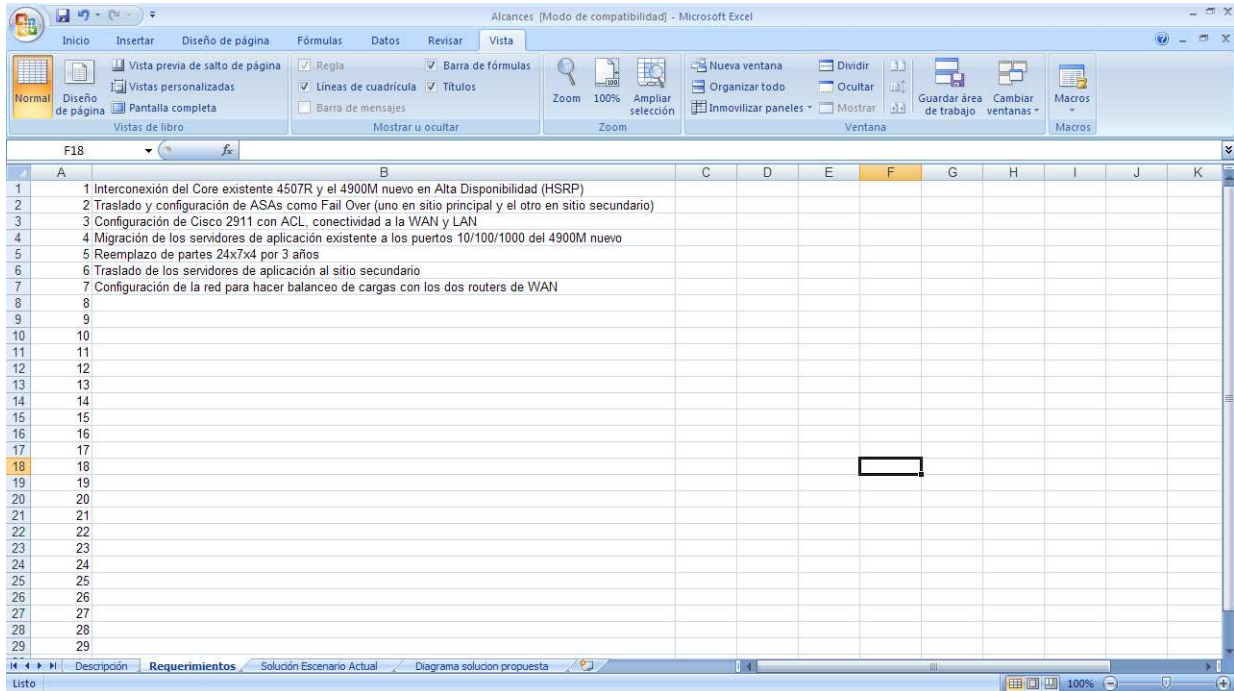 Alcances [Modo de compatibilidad] - Microsoft Excel
Inicio Insertar Diseño de página Fórmulas Datos Revisar Vista
Normal
Diseño de página
Vista previa de salto de página
Vistas personalizadas
Pantalla completa
Vistas de libro
Regla
Líneas de cuadrícula
Barra de mensajes
Barra de fórmulas
Títulos
Mostrar u ocultar
Zoom
100%
Ampliar selección
Zoom
Nueva ventana
Organizar todo
Inmovilizar paneles
Dividir
Ocultar
Mostrar
Guardar área de trabajo
Cambiar ventanas
Ventana
Macros
Macros
F18 fx
A B C D E F G H I J K
1 1 Interconexión del Core existente 4507R y el 4900M nuevo en Alta Disponibilidad (HSRP)
2 2 Traslado y configuración de ASAs como Fail Over (uno en sitio principal y el otro en sitio secundario)
3 3 Configuración de Cisco 2911 con ACL, conectividad a la WAN y LAN
4 4 Migración de los servidores de aplicación existente a los puertos 10/100/1000 del 4900M nuevo
5 5 Reemplazo de partes 24x7x4 por 3 años
6 6 Traslado de los servidores de aplicación al sitio secundario
7 7 Configuración de la red para hacer balanceo de cargas con los dos routers de WAN
8 8
9 9
10 10
11 11
12 12
13 13
14 14
15 15
16 16
17 17
18 18
19 19
20 20
21 21
22 22
23 23
24 24
25 25
26 26
27 27
28 28
29 29
Descripción Requerimientos Solución Escenario Actual Diagrama solucion propuesta
Listo 100%